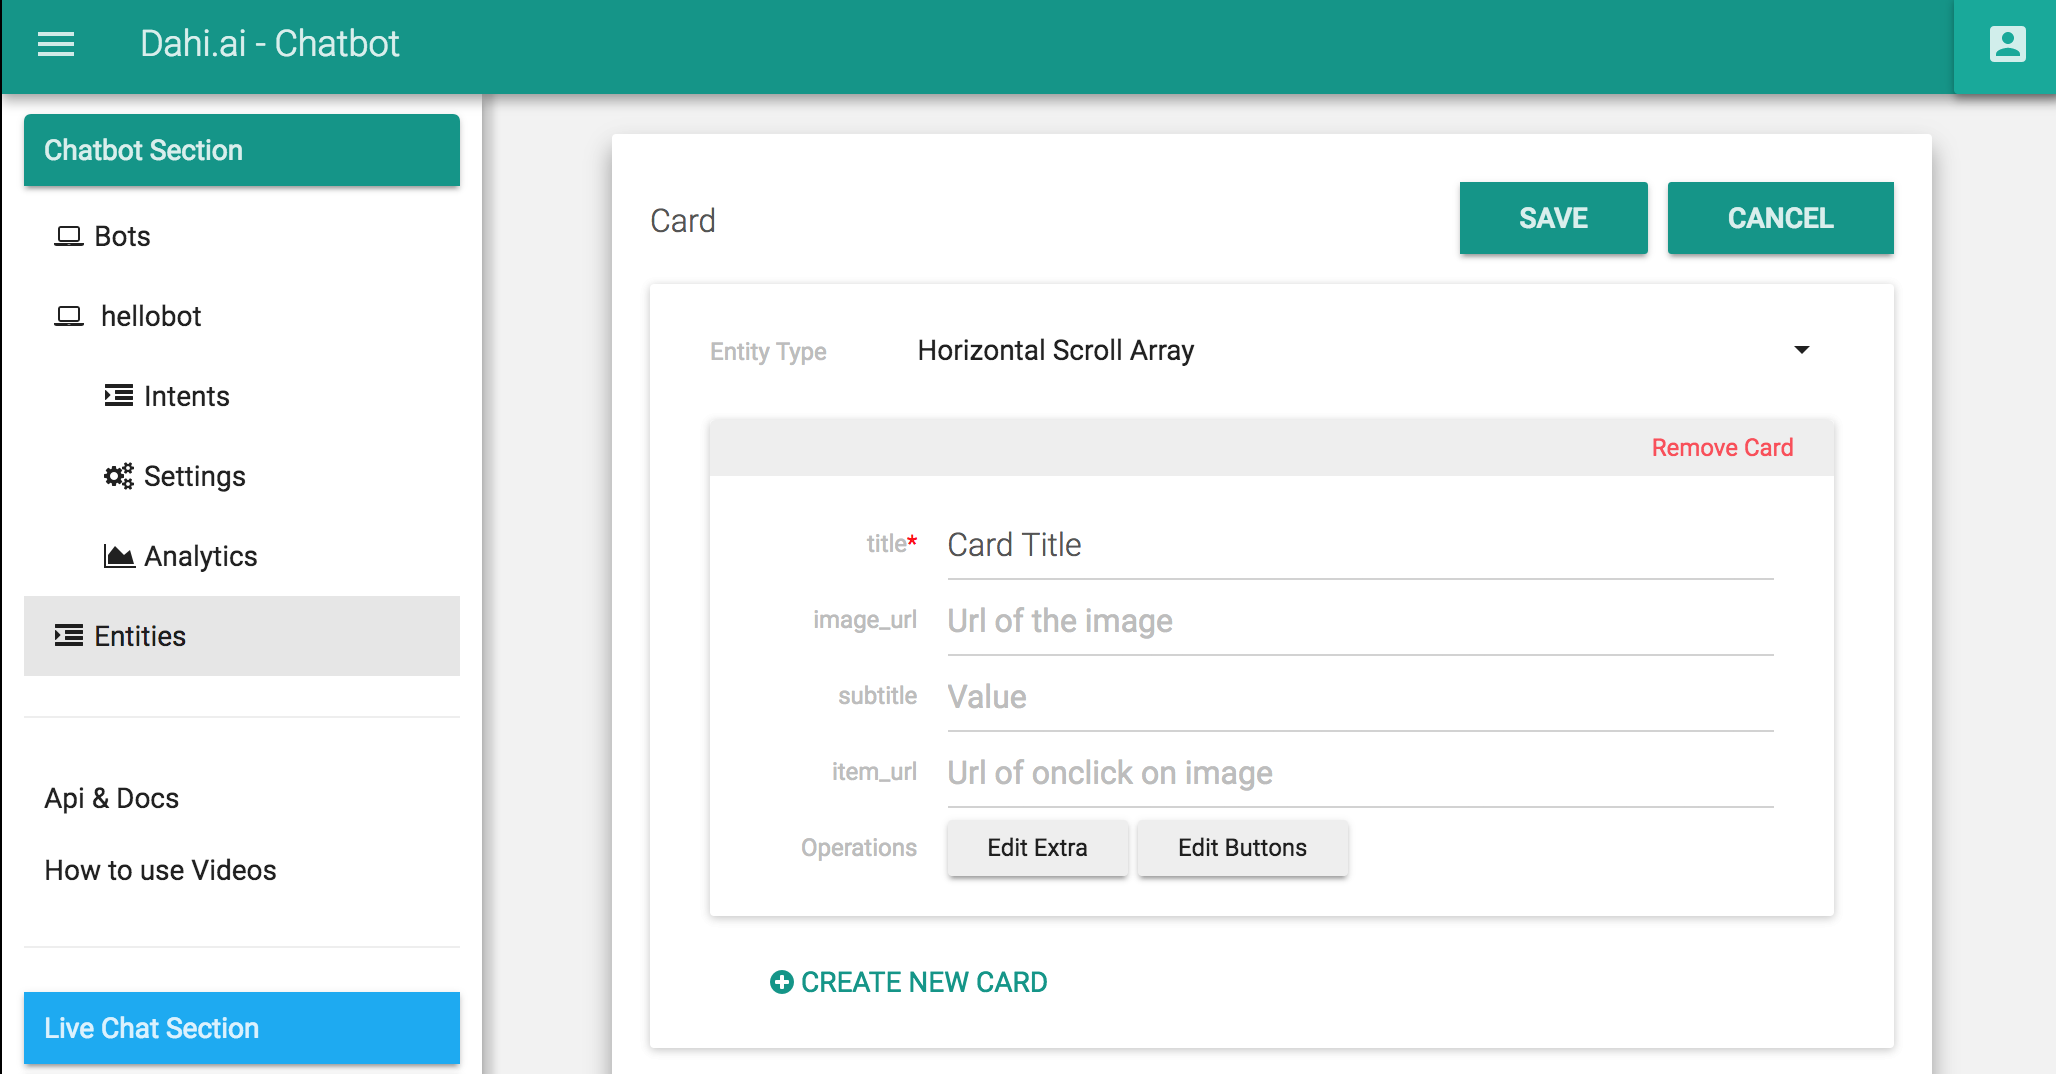 Dahi.ai - Chatbot
Chatbot Section
Bots
hellobot
Intents
Settings
Analytics
Entities
Api & Docs
How to use Videos
Live Chat Section
Card
SAVE
CANCEL
Entity Type
Horizontal Scroll Array
Remove Card
title*
Card Title
image_url
Url of the image
subtitle
Value
item_url
Url of onclick on image
Operations
Edit Extra
Edit Buttons
CREATE NEW CARD